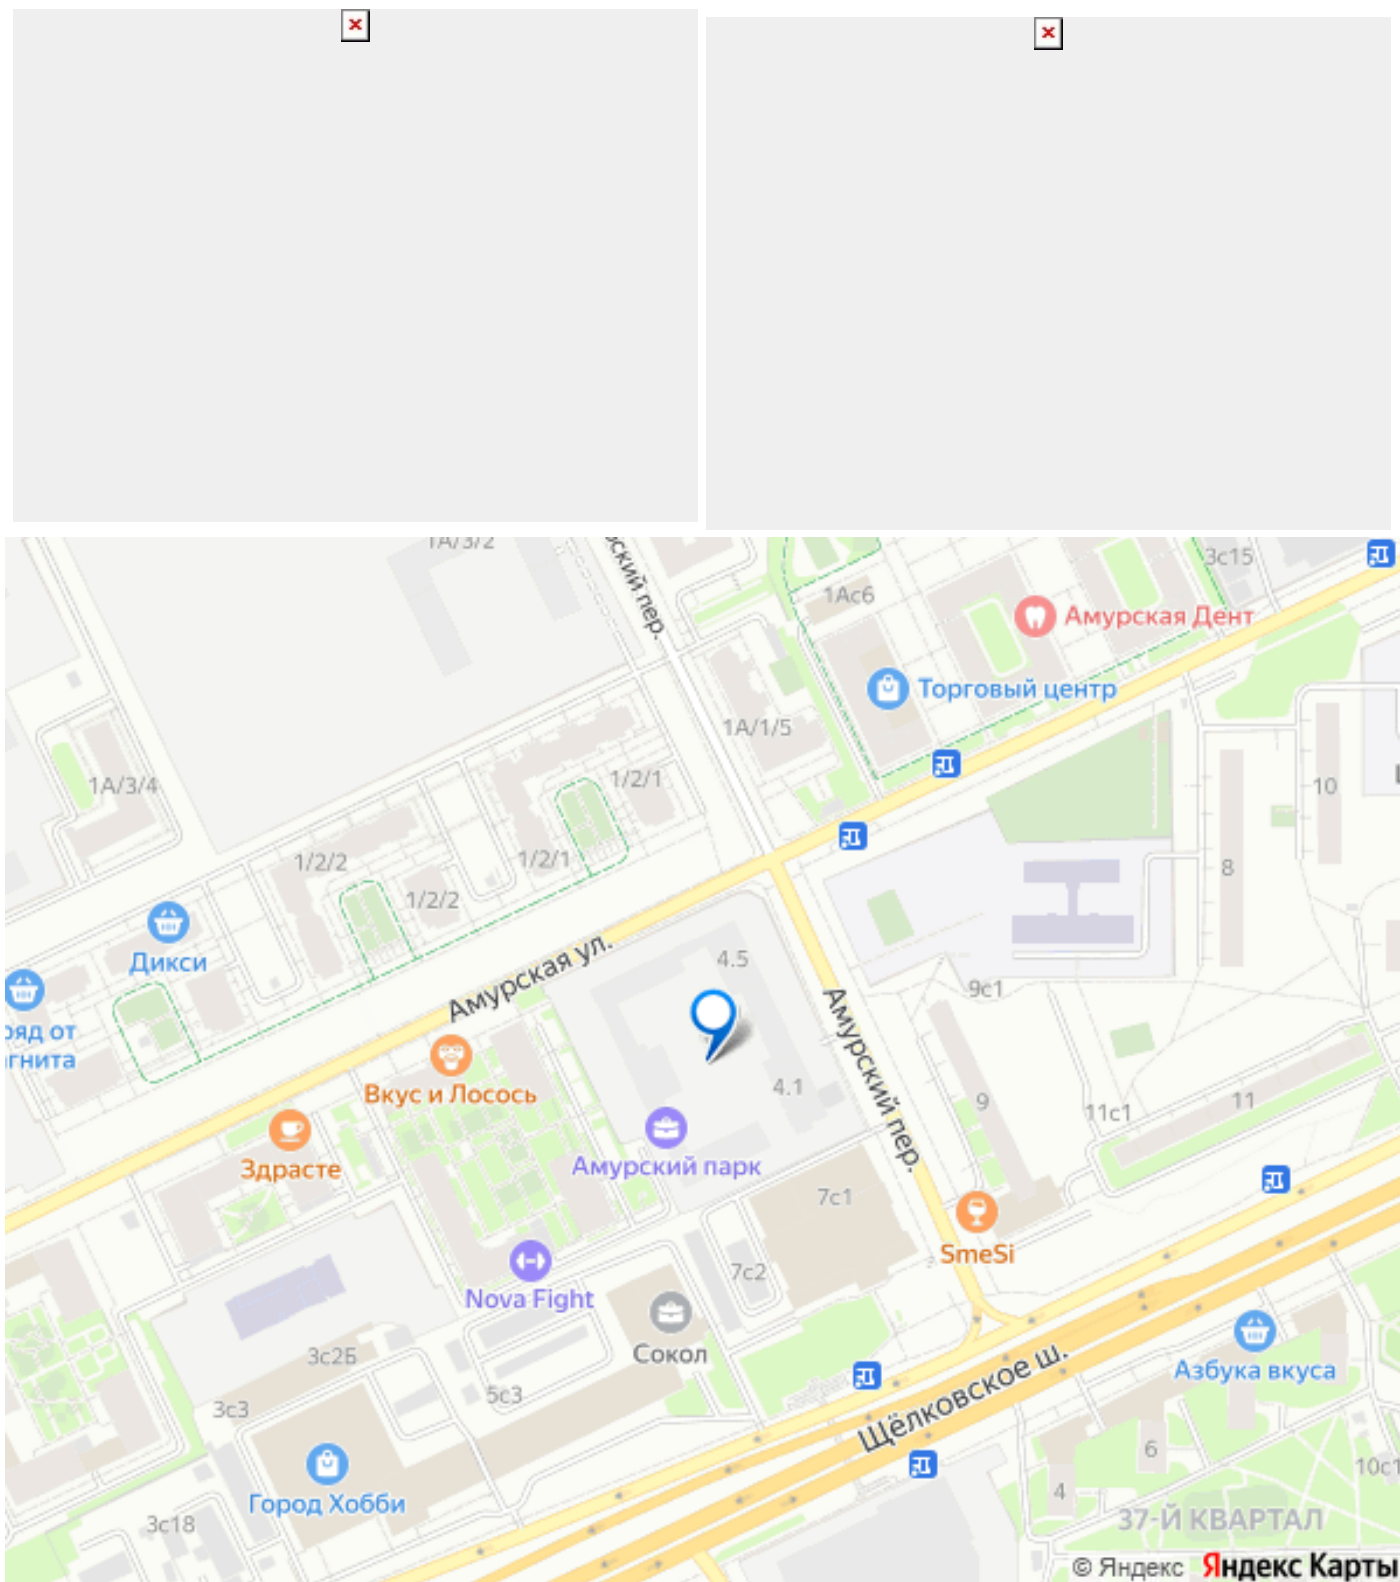 1А/3/2
ский пер.
3с15
1Ас6
Амурская Дент
Торговый центр
1А/1/5
1А/3/4
1/2/1
10
1/2/2
1/2/1
8
1/2/2
Дикси
4.5
Амурская ул.
9с1
ряд от
гнита
Амурский пер.
Вкус и Лосось
4.1
9
11с1
11
Здрасте
Амурский парк
7с1
SmeSi
7с2
Nova Fight
Сокол
3с2Б
Щёлковское ш.
Азбука вкуса
5с3
3с3
6
10с1
Город Хобби
4
3с18
37-Й КВАРТАЛ
© Яндекс Яндекс Карты